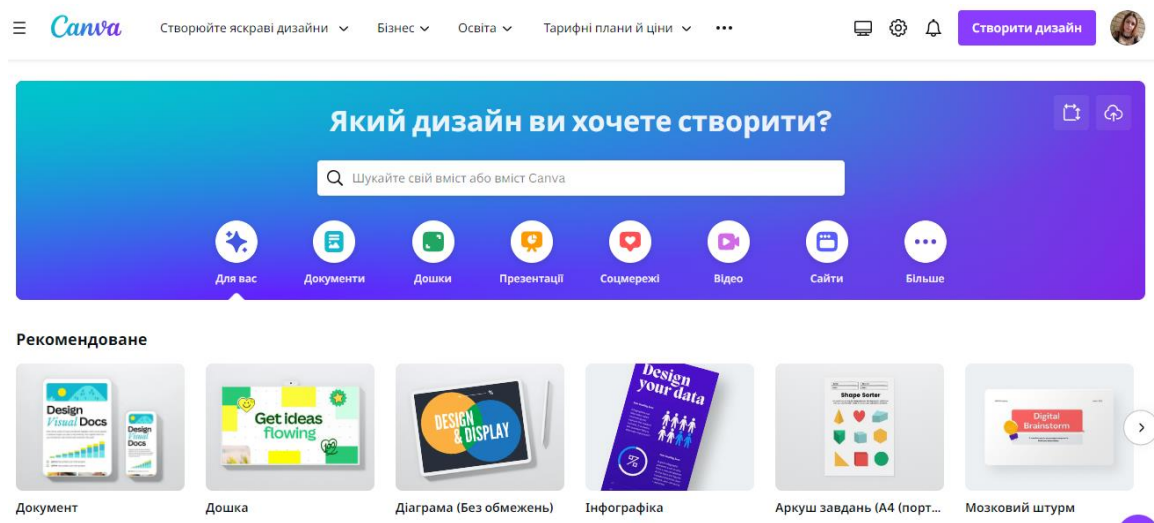 Canva
Створюйте яскраві дизайни
Бізнес
Освіта
Тарифні плани й ціни
Створити дизайн
Який дизайн ви хочете створити?
Шукайте свій вміст або вміст Canva
Для вас
Документи
Дошки
Презентації
Соцмережі
Відео
Сайти
Більше
Рекомендоване
Design
Visual Docs
Design
Visual
Docs
Get ideas
flowing
DESIGN
& DISPLAY
Design
your data
%
Shape Sorter
Digital
Brainstorm
Документ
Дошка
Діаграма (Без обмежень)
Інфографіка
Аркуш завдань (A4 (порт...
Мозковий штурм